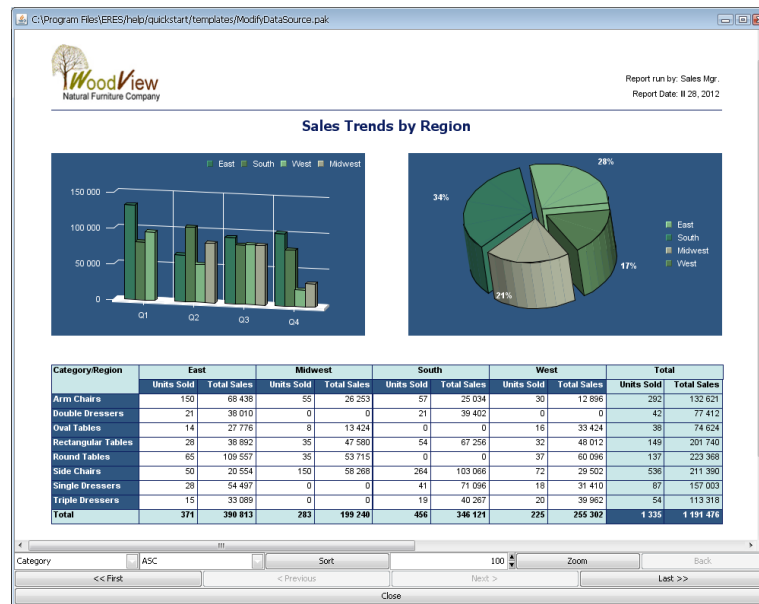 C:\Program Files\ERES/help/quickstart/templates/ModifyDataSource.pak
WoodView
Natural Furniture Company
Report run by: Sales Mgr.
Report Date: III 28, 2012
Sales Trends by Region
East South West Midwest
150 000
100 000
50 000
0
Q1 Q2 Q3 Q4
28%
34%
17%
21%
East
South
Midwest
West
Category/Region East Midwest South West Total
Units Sold Total Sales Units Sold Total Sales Units Sold Total Sales Units Sold Total Sales Units Sold Total Sales
Arm Chairs 150 68 438 55 26 253 57 25 034 30 12 896 292 132 621
Double Dressers 21 38 010 0 0 21 39 402 0 0 42 77 412
Oval Tables 14 27 776 8 13 424 0 0 16 33 424 38 74 624
Rectangular Tables 28 38 892 35 47 580 54 67 256 32 48 012 149 201 740
Round Tables 65 109 557 35 53 715 0 0 37 60 096 137 223 368
Side Chairs 50 20 554 150 58 268 264 103 066 72 29 502 536 211 390
Single Dressers 28 54 497 0 0 41 71 096 18 31 410 87 157 003
Triple Dressers 15 33 089 0 0 19 40 267 20 39 962 54 113 318
Total 371 390 813 283 199 240 456 346 121 225 255 302 1 335 1 191 476
Category ASC Sort 100 Zoom Back
<< First < Previous Next > Last >>
Close